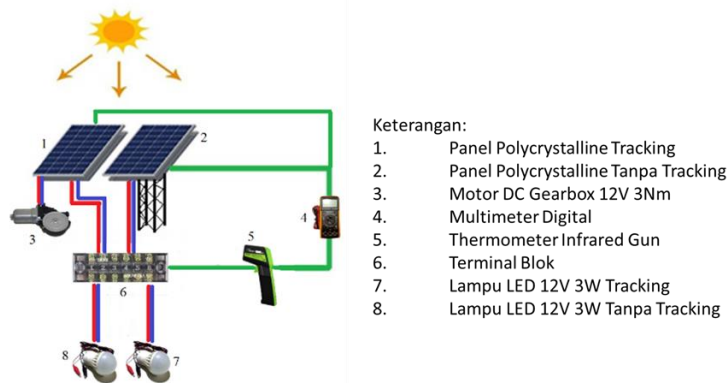 1
2
3
4
5
6
8
7
Keterangan:
1. Panel Polycrystalline Tracking
2. Panel Polycrystalline Tanpa Tracking
3. Motor DC Gearbox 12V 3Nm
4. Multimeter Digital
5. Thermometer Infrared Gun
6. Terminal Blok
7. Lampu LED 12V 3W Tracking
8. Lampu LED 12V 3W Tanpa Tracking